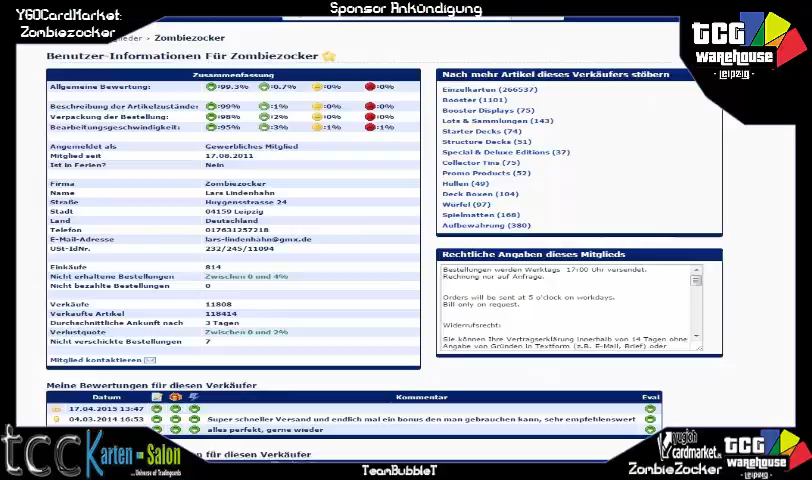 YGOCardMarket:
Zombiezocker
Sponsor Ankündigung
TCG
WAREHOUSE
- Leipzig -
ieder > Zombiezocker
Benutzer-Informationen Für Zombiezocker
Zusammenfassung
Allgemeine Bewertung: :99.3% :0.7% :0% :0%
Beschreibung der Artikelzustände: :99% :1% :0% :0%
Verpackung der Bestellung: :98% :2% :0% :0%
Bearbeitungsgeschwindigkeit: :95% :3% :1% :1%
Angemeldet als Gewerbliches Mitglied
Mitglied seit 17.08.2011
Ist in Ferien? Nein
Firma Zombiezocker
Name Lars Lindenhahn
Straße Huygensstrasse 24
Stadt 04159 Leipzig
Land Deutschland
Telefon 017631257218
E-Mail-Adresse lars-lindenhahn@gmx.de
USt-IdNr. 232/245/11094
Einkäufe 814
Nicht erhaltene Bestellungen Zwischen 0 und 4%
Nicht bezahlte Bestellungen 0
Verkäufe 11808
Verkaufte Artikel 118414
Durchschnittliche Ankunft nach 3 Tagen
Verlustquote Zwischen 0 und 2%
Nicht verschickte Bestellungen 7
Mitglied kontaktieren
Nach mehr Artikel dieses Verkäufers stöbern
Einzelkarten (266537)
Booster (1101)
Booster Displays (75)
Lots & Sammlungen (143)
Starter Decks (74)
Structure Decks (51)
Special & Deluxe Editions (37)
Collector Tins (75)
Promo Products (52)
Hüllen (49)
Deck Boxen (104)
Würfel (97)
Spielmatten (168)
Aufbewahrung (380)
Rechtliche Angaben dieses Mitglieds
Bestellungen werden Werktags 17:00 Uhr versendet.
Rechnung nur auf Anfrage.
Orders will be sent at 5 o'clock on workdays.
Bill only on request.
Widerrufsrecht:
Sie können Ihre Vertragserklärung innerhalb von 14 Tagen ohne
Angabe von Gründen in Textform (z.B. E-Mail, Brief) oder
Meine Bewertungen für diesen Verkäufer
Datum Kommentar Eval
17.04.2015 13:47
04.03.2014 16:53 Super schneller Versand und endlich mal ein bonus den man gebrauchen kann, sehr empfehlenswert
alles perfekt, gerne wieder
n für diesen Verkäufer
tcc Karten-Salon
...Universe of Tradingcards
TeamBubbleT
yugioh
cardmarket
ZombieZocker
TCG
WAREHOUSE
- Leipzig -